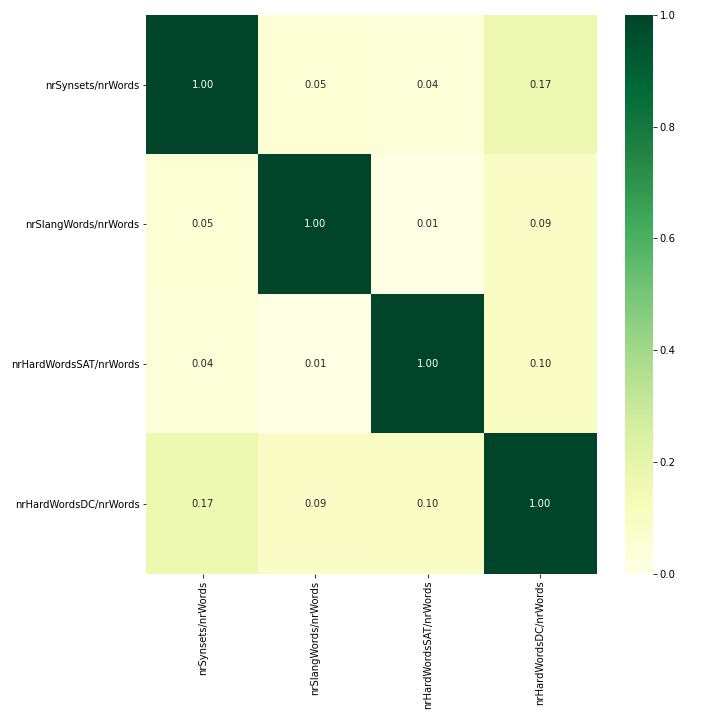 nrSynsets/nrWords 1.00 0.05 0.04 0.17
nrSlangWords/nrWords 0.05 1.00 0.01 0.09
nrHardWordsSAT/nrWords 0.04 0.01 1.00 0.10
nrHardWordsDC/nrWords 0.17 0.09 0.10 1.00
nrSynsets/nrWords
nrSlangWords/nrWords
nrHardWordsSAT/nrWords
nrHardWordsDC/nrWords
1.0
0.8
0.6
0.4
0.2
0.0